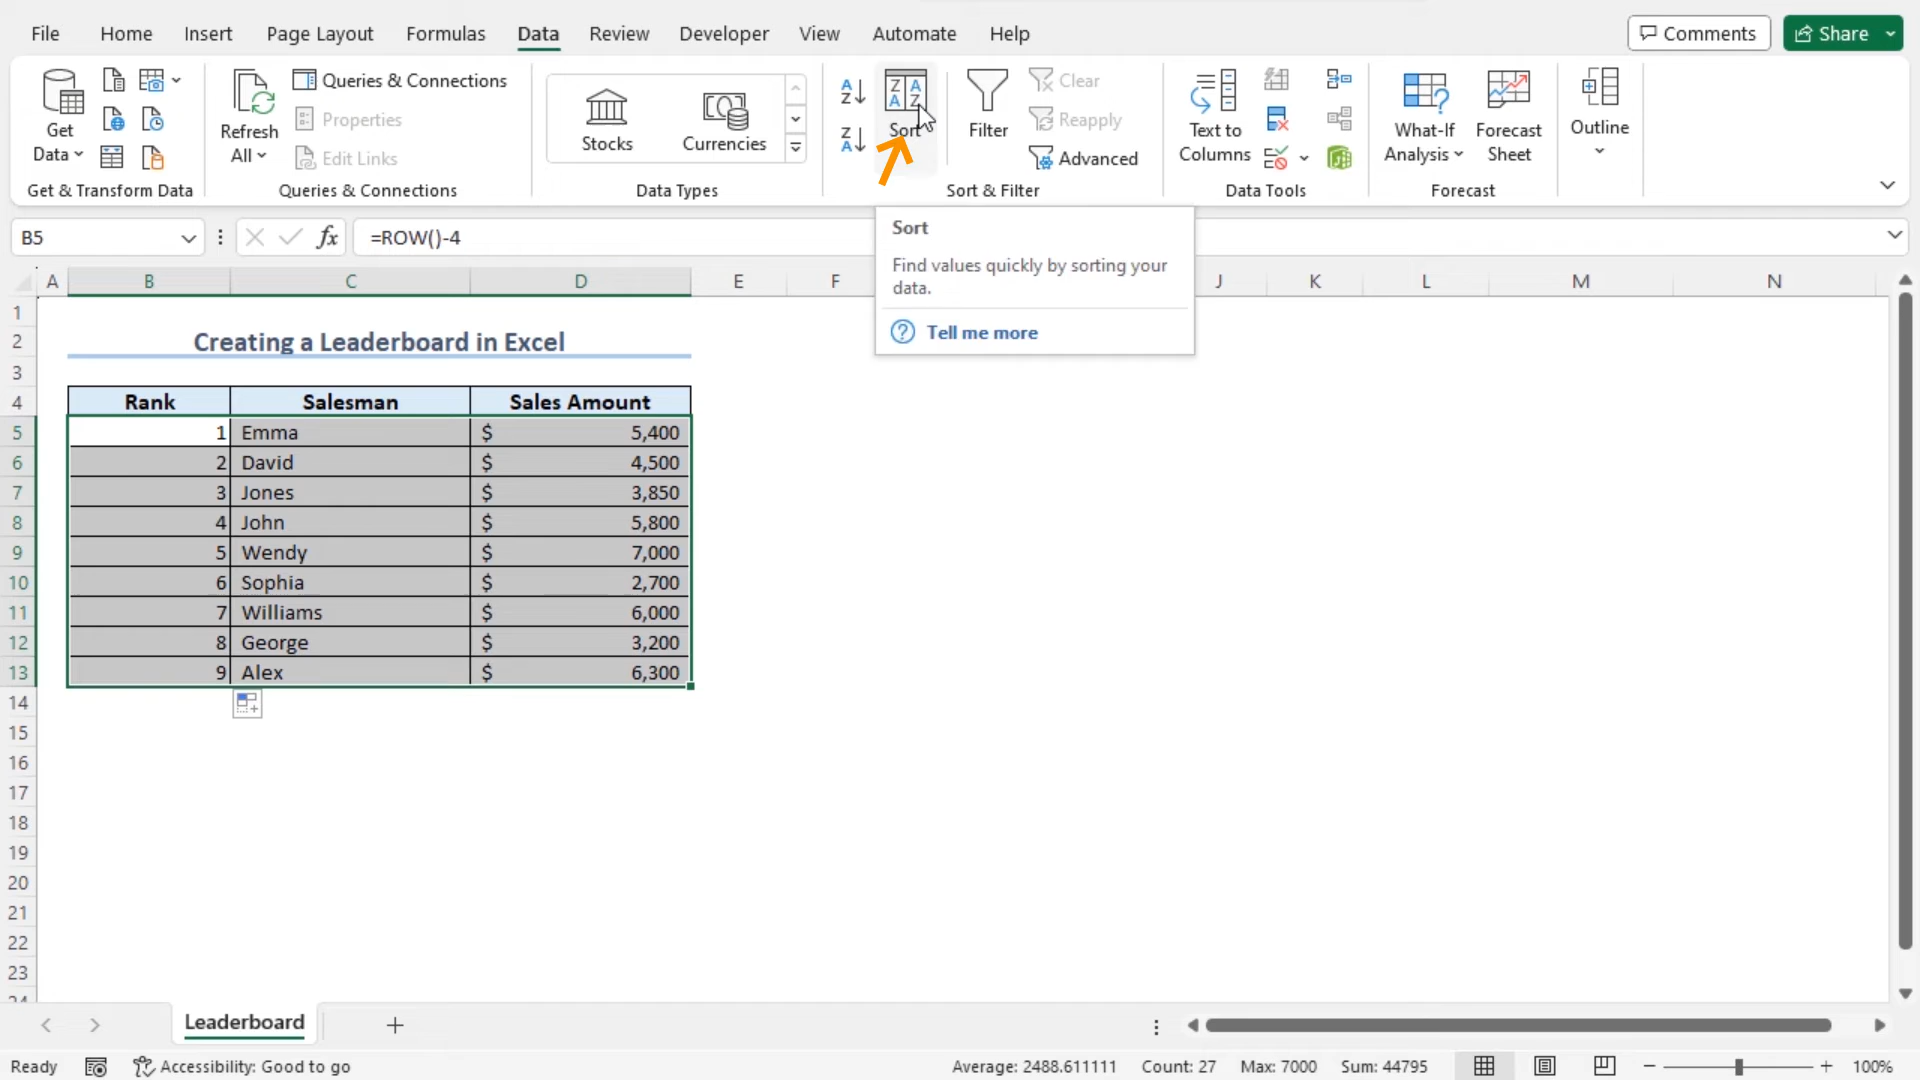 File Home Insert Page Layout Formulas Data Review Developer View Automate Help Comments Share
Get Data
Refresh All
Queries & Connections
Properties
Edit Links
Stocks
Currencies
Sort
Filter
Clear
Reapply
Advanced
Text to Columns
What-If Analysis
Forecast Sheet
Outline
Get & Transform Data Queries & Connections Data Types Sort & Filter Data Tools Forecast
B5 fx =ROW()-4
Sort
Find values quickly by sorting your
data.
? Tell me more
A B C D E F J K L M N
1
2 Creating a Leaderboard in Excel
3
4 Rank Salesman Sales Amount
5 1 Emma $ 5,400
6 2 David $ 4,500
7 3 Jones $ 3,850
8 4 John $ 5,800
9 5 Wendy $ 7,000
10 6 Sophia $ 2,700
11 7 Williams $ 6,000
12 8 George $ 3,200
13 9 Alex $ 6,300
14
15
16
17
18
19
20
21
22
23
24
Leaderboard
Ready Accessibility: Good to go Average: 2488.611111 Count: 27 Max: 7000 Sum: 44795 100%